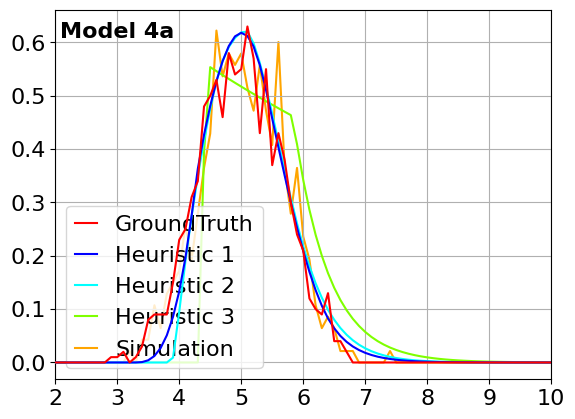 Model 4a
0.6
0.5
0.4
0.3
0.2
0.1
0.0
GroundTruth
Heuristic 1
Heuristic 2
Heuristic 3
Simulation
2 3 4 5 6 7 8 9 10